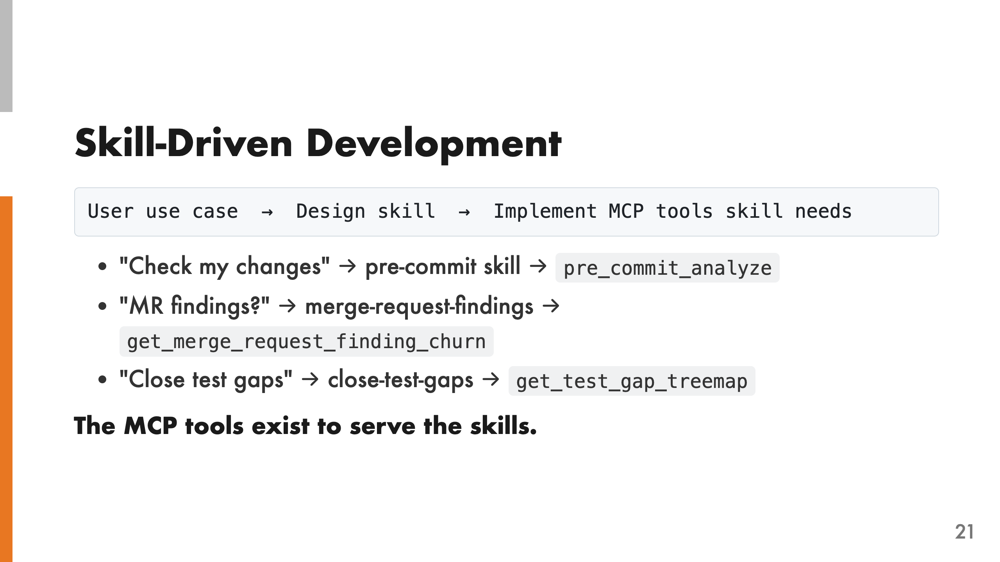 Skill-Driven Development
User use case → Design skill → Implement MCP tools skill needs
• "Check my changes" → pre-commit skill → pre_commit_analyze
• "MR findings?" → merge-request-findings →
get_merge_request_finding_churn
• "Close test gaps" → close-test-gaps → get_test_gap_treemap
The MCP tools exist to serve the skills.
21